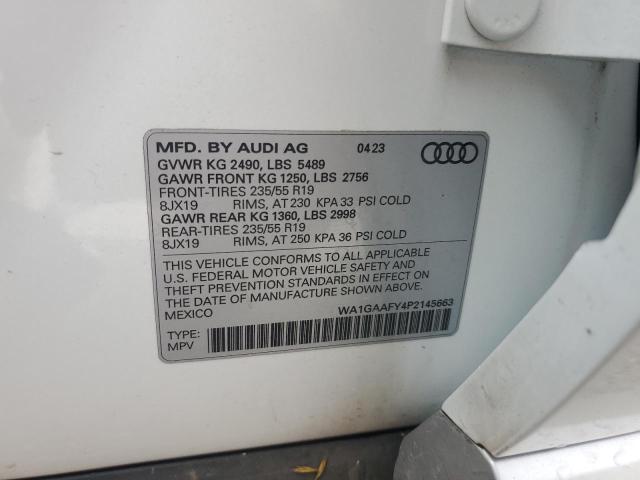 MFD. BY AUDI AG 04 23
GVWR KG 2490, LBS 5489
GAWR FRONT KG 1250, LBS 2756
FRONT-TIRES 235/55 R19
8JX19 RIMS, AT 230 KPA 33 PSI COLD
GAWR REAR KG 1360, LBS 2998
REAR-TIRES 235/55 R19
8JX19 RIMS, AT 250 KPA 36 PSI COLD
THIS VEHICLE CONFORMS TO ALL APPLICABLE
U.S. FEDERAL MOTOR VEHICLE SAFETY AND
THEFT PREVENTION STANDARDS IN EFFECT ON
THE DATE OF MANUFACTURE SHOWN ABOVE.
MEXICO WA1GAAFY4P2145663
TYPE:
MPV